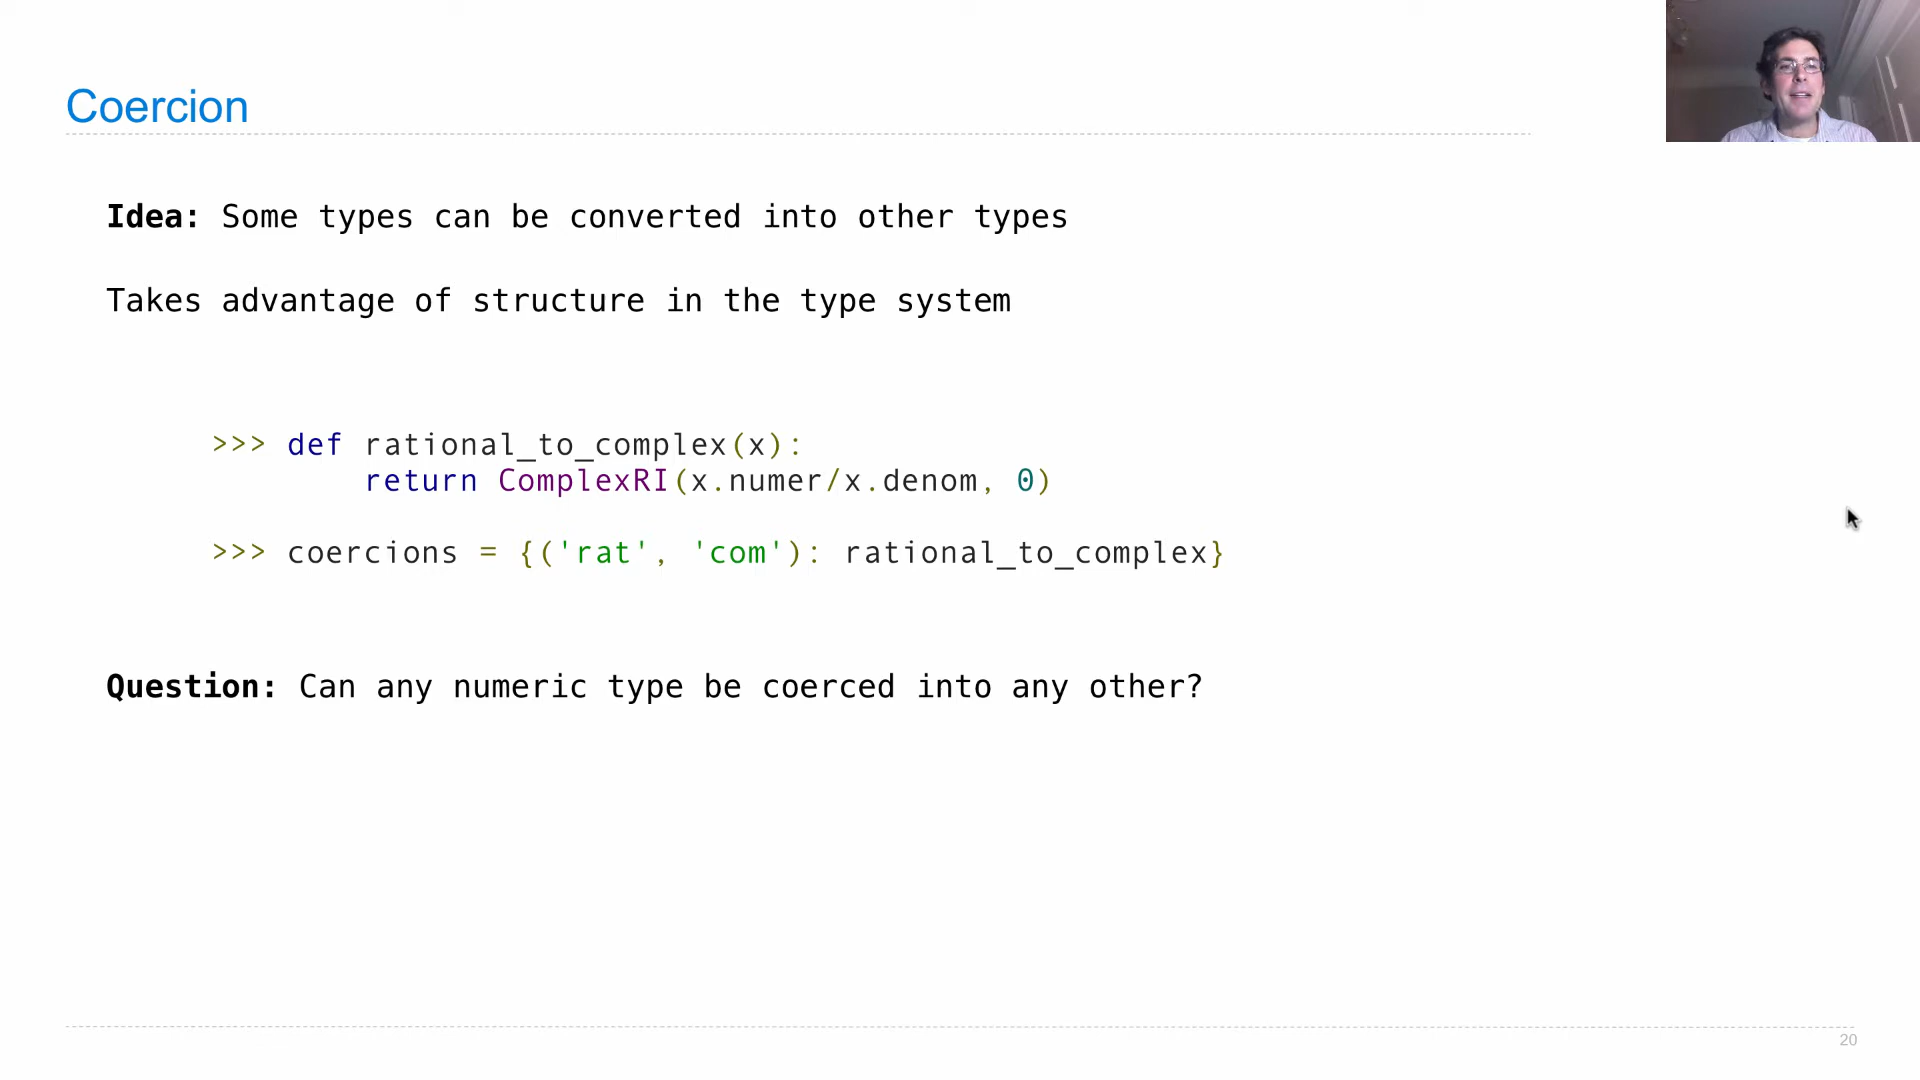 Coercion
Idea: Some types can be converted into other types
Takes advantage of structure in the type system
>>> def rational_to_complex(x):
        return ComplexRI(x.numer/x.denom, 0)
>>> coercions = {('rat', 'com'): rational_to_complex}
Question: Can any numeric type be coerced into any other?
20